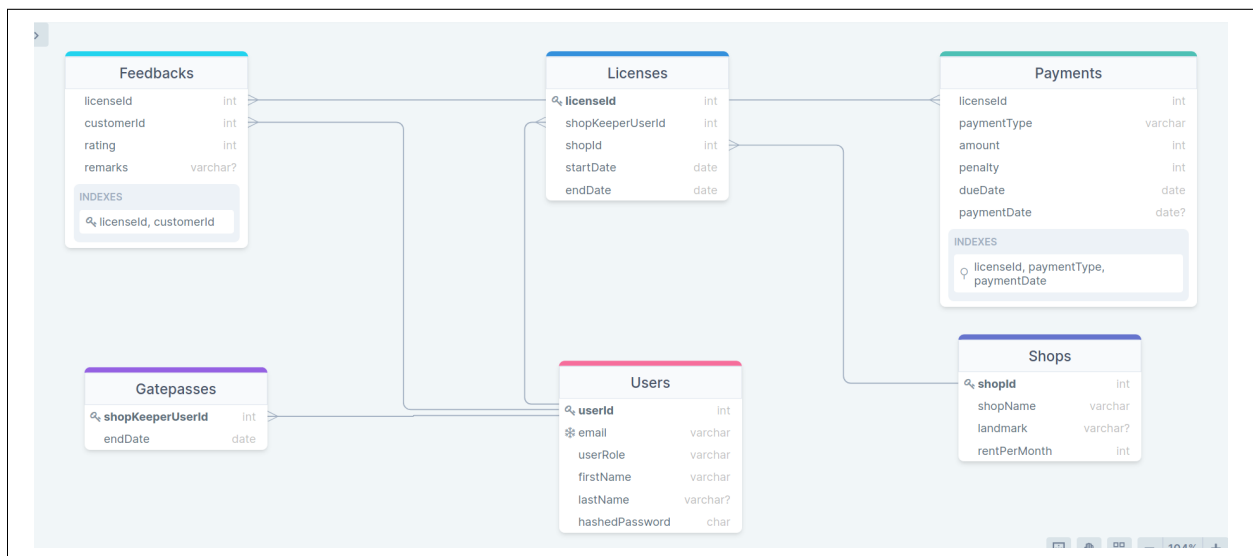 Feedbacks
licenseId int
customerId int
rating int
remarks varchar?
INDEXES
licenseId, customerId
Licenses
licenseId int
shopKeeperUserId int
shopId int
startDate date
endDate date
Payments
licenseId int
paymentType varchar
amount int
penalty int
dueDate date
paymentDate date?
INDEXES
licenseId, paymentType,
paymentDate
Gatepasses
shopKeeperUserId int
endDate date
Users
userId int
email varchar
userRole varchar
firstName varchar
lastName varchar?
hashedPassword char
Shops
shopId int
shopName varchar
landmark varchar?
rentPerMonth int
104%